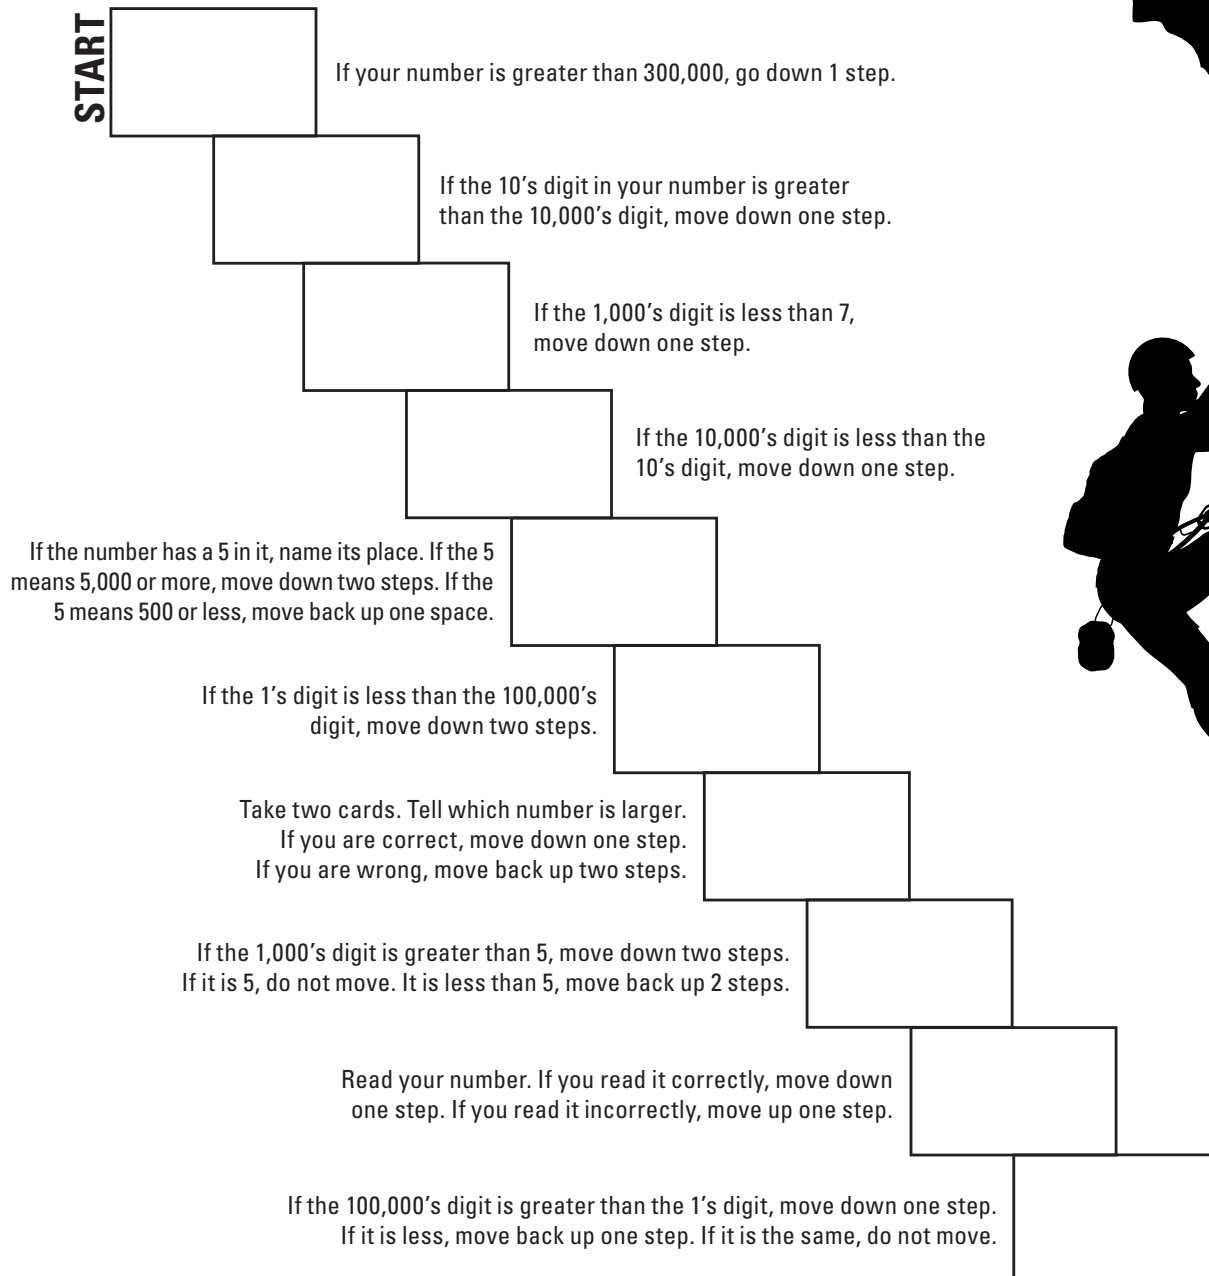 START
If your number is greater than 300,000, go down 1 step.
If the 10’s digit in your number is greater
than the 10,000’s digit, move down one step.
If the 1,000’s digit is less than 7,
move down one step.
If the 10,000’s digit is less than the
10’s digit, move down one step.
If the number has a 5 in it, name its place. If the 5
means 5,000 or more, move down two steps. If the
5 means 500 or less, move back up one space.
If the 1’s digit is less than the 100,000’s
digit, move down two steps.
Take two cards. Tell which number is larger.
If you are correct, move down one step.
If you are wrong, move back up two steps.
If the 1,000’s digit is greater than 5, move down two steps.
If it is 5, do not move. It is less than 5, move back up 2 steps.
Read your number. If you read it correctly, move down
one step. If you read it incorrectly, move up one step.
If the 100,000’s digit is greater than the 1’s digit, move down one step.
If it is less, move back up one step. If it is the same, do not move.